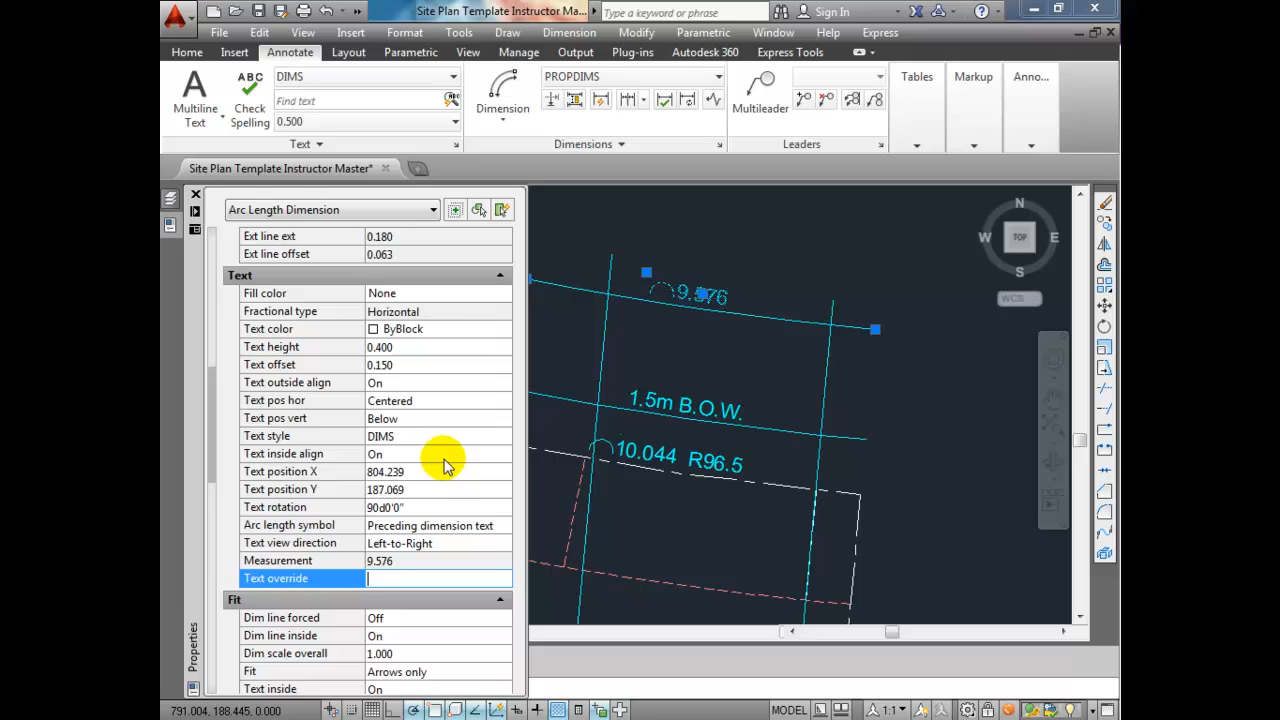 Site Plan Template Instructor Master...
Type a keyword or phrase
Sign In
File Edit View Insert Format Tools Draw Dimension Modify Parametric Window Help Express
Home Insert Annotate Layout Parametric View Manage Output Plug-ins Autodesk 360 Express Tools
Multiline Text
ABC
Check Spelling
DIMS
Find text
0.500
Text
Dimension
PROPDIMS
Dimensions
Multileader
Leaders
Tables
Markup
Anno...
Site Plan Template Instructor Master*
Arc Length Dimension
Ext line ext 0.180
Ext line offset 0.063
Text
Fill color None
Fractional type Horizontal
Text color ByBlock
Text height 0.400
Text offset 0.150
Text outside align On
Text pos hor Centered
Text pos vert Below
Text style DIMS
Text inside align On
Text position X 804.239
Text position Y 187.069
Text rotation 90d0'0"
Arc length symbol Preceding dimension text
Text view direction Left-to-Right
Measurement 9.576
Text override
Fit
Dim line forced Off
Dim line inside On
Dim scale overall 1.000
Fit Arrows only
Text inside On
Properties
9.576
1.5m B.O.W.
10.044 R96.5
N
W TOP E
S
WCS
791.004, 188.445, 0.000
MODEL
1:1